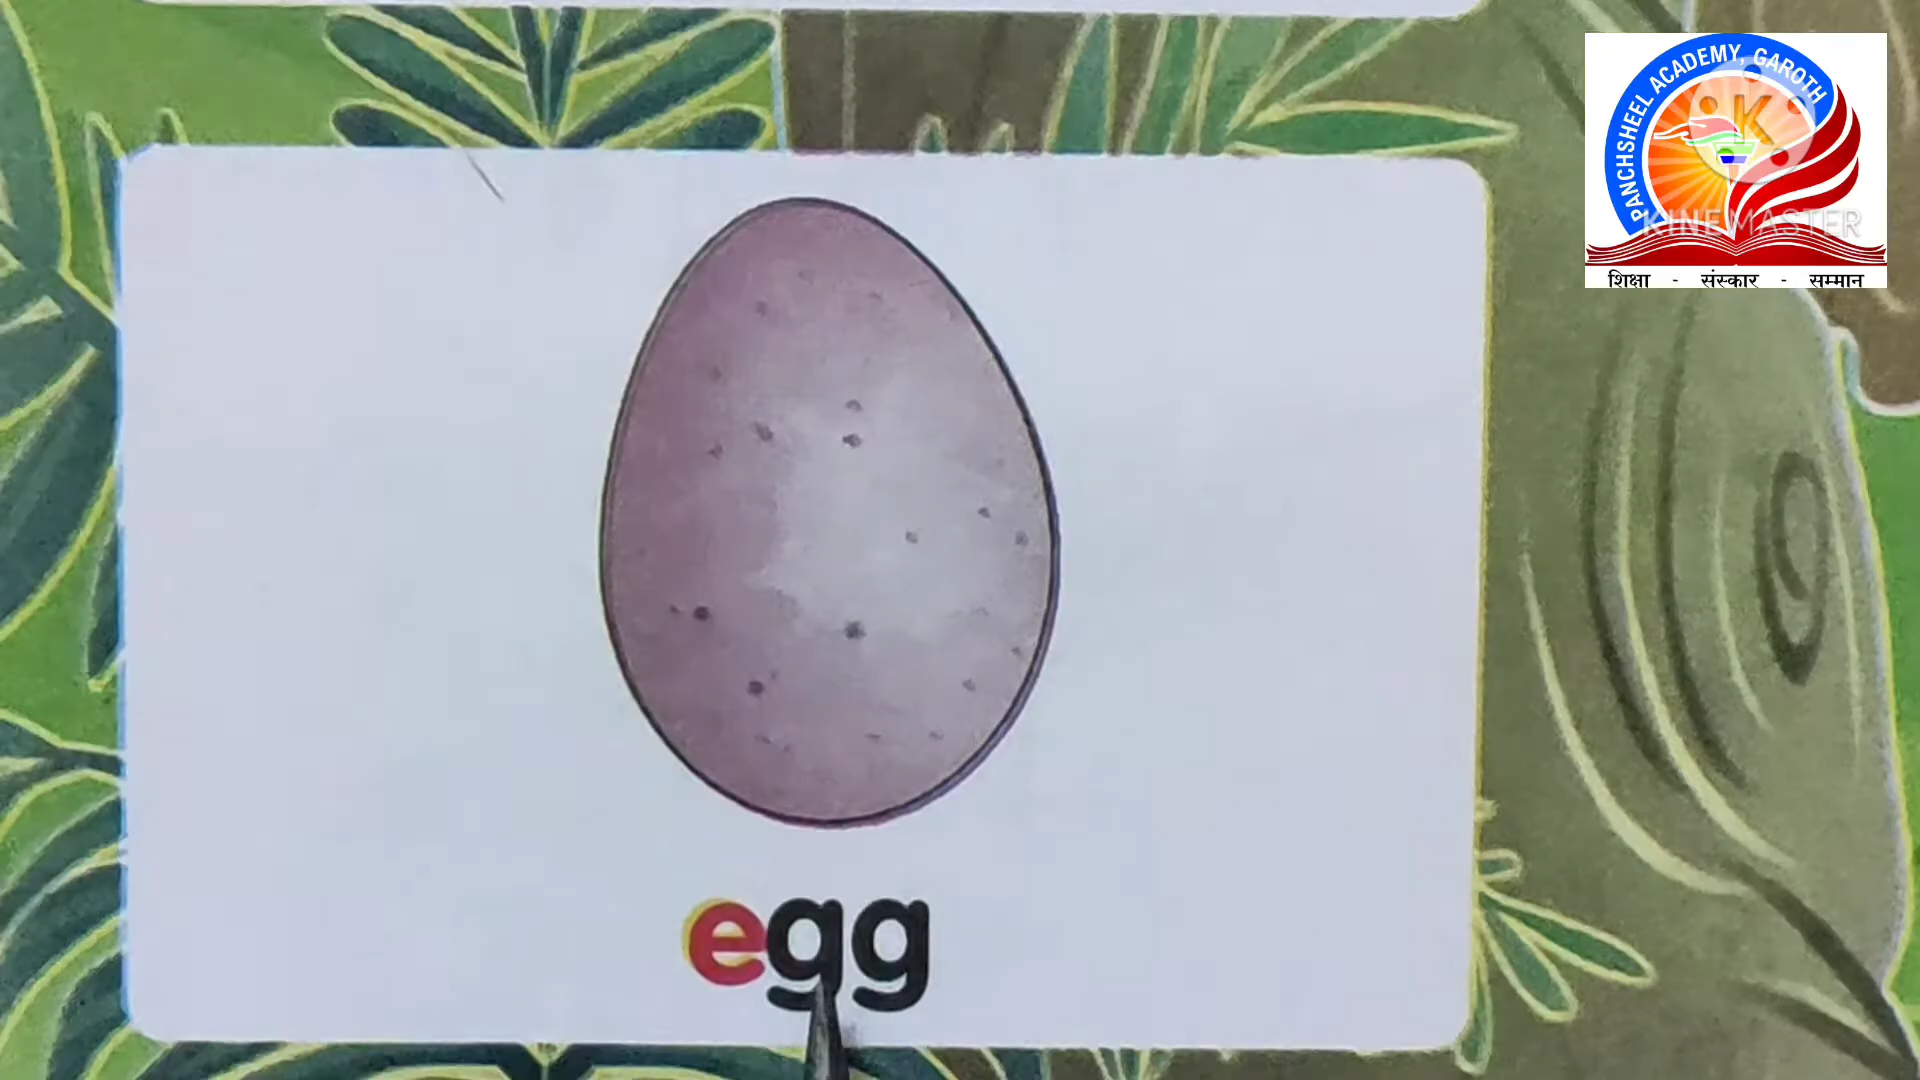 PANCHSHEEL ACADEMY, GAROTH
K
KINEMASTER
शिक्षा - संस्कार - सम्मान
egg